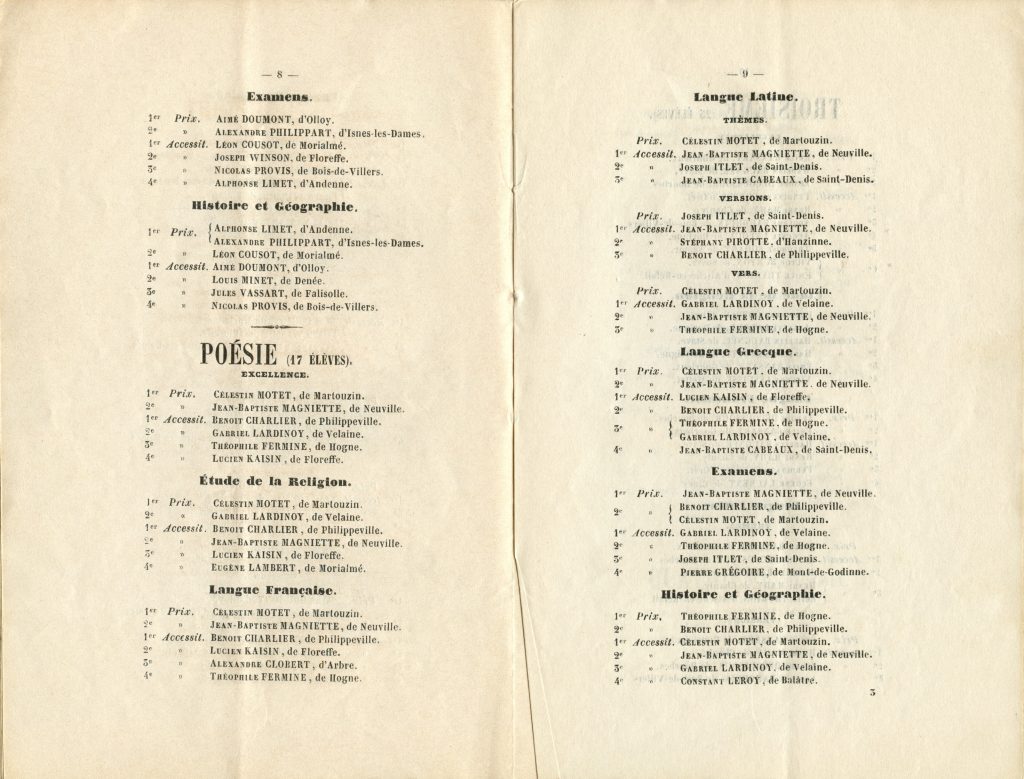 — 8 —
Examens.
1er Prix. AIMÉ DOUMONT, d'Olloy.
2e » ALEXANDRE PHILIPPART, d'Isnes-les-Dames.
1er Accessit. LÉON COUSOT, de Morialmé.
2e » JOSEPH WINSON, de Floreffe.
3e » NICOLAS PROVIS, de Bois-de-Villers.
4e » ALPHONSE LIMET, d'Andenne.
Histoire et Géographie.
1er Prix. { ALPHONSE LIMET, d'Andenne.
ALEXANDRE PHILIPPART, d'Isnes-les-Dames.
2e » LÉON COUSOT, de Morialmé.
1er Accessit. AIMÉ DOUMONT, d'Olloy.
2e » LOUIS MINET, de Denée.
3e » JULES VASSART, de Falisolle.
4e » NICOLAS PROVIS, de Bois-de-Villers.
POÉSIE (17 ÉLÈVES).
EXCELLENCE.
1er Prix. CÉLESTIN MOTET, de Martouzin.
2e » JEAN-BAPTISTE MAGNIETTE, de Neuville.
1er Accessit. BENOIT CHARLIER, de Philippeville.
2e » GABRIEL LARDINOY, de Velaine.
3e » THÉOPHILE FERMINE, de Hogne.
4e » LUCIEN KAISIN, de Floreffe.
Étude de la Religion.
1er Prix. CÉLESTIN MOTET, de Martouzin.
2e » GABRIEL LARDINOY, de Velaine.
1er Accessit. BENOIT CHARLIER, de Philippeville.
2e » JEAN-BAPTISTE MAGNIETTE, de Neuville.
3e » LUCIEN KAISIN, de Floreffe.
4e » EUGÈNE LAMBERT, de Morialmé.
Langue Française.
1er Prix. CÉLESTIN MOTET, de Martouzin.
2e » JEAN-BAPTISTE MAGNIETTE, de Neuville.
1er Accessit. BENOIT CHARLIER, de Philippeville.
2e » LUCIEN KAISIN, de Floreffe.
3e » ALEXANDRE CLOBERT, d'Arbre.
4e » THÉOPHILE FERMINE, de Hogne.
— 9 —
Langue Latine.
THÈMES.
Prix. CÉLESTIN MOTET, de Martouzin.
1er Accessit. JEAN-BAPTISTE MAGNIETTE, de Neuville.
2e » JOSEPH ITLET, de Saint-Denis.
3e » JEAN-BAPTISTE CABEAUX, de Saint-Denis.
VERSIONS.
Prix. JOSEPH ITLET, de Saint-Denis.
1er Accessit. JEAN-BAPTISTE MAGNIETTE, de Neuville.
2e » STÉPHANY PIROTTE, d'Hanzinne.
3e » BENOIT CHARLIER, de Philippeville.
VERS.
Prix. CÉLESTIN MOTET, de Martouzin.
1er Accessit. GABRIEL LARDINOY, de Velaine.
2e » JEAN-BAPTISTE MAGNIETTE, de Neuville.
3e » THÉOPHILE FERMINE, de Hogne.
Langue Grecque.
1er Prix. CÉLESTIN MOTET, de Martouzin.
2e » JEAN-BAPTISTE MAGNIETTE, de Neuville.
1er Accessit. LUCIEN KAISIN, de Floreffe.
2e » BENOIT CHARLIER, de Philippeville.
3e » { THÉOPHILE FERMINE, de Hogne.
GABRIEL LARDINOY, de Velaine.
4e » JEAN-BAPTISTE CABEAUX, de Saint-Denis.
Examens.
1er Prix. JEAN-BAPTISTE MAGNIETTE, de Neuville.
2e » { BENOIT CHARLIER, de Philippeville.
CÉLESTIN MOTET, de Martouzin.
1er Accessit. GABRIEL LARDINOY, de Velaine.
2e » THÉOPHILE FERMINE, de Hogne.
3e » JOSEPH ITLET, de Saint-Denis.
4e » PIERRE GRÉGOIRE, de Mont-de-Godinne.
Histoire et Géographie.
1er Prix. THÉOPHILE FERMINE, de Hogne.
2e » BENOIT CHARLIER, de Philippeville.
1er Accessit. CÉLESTIN MOTET, de Martouzin.
2e » JEAN-BAPTISTE MAGNIETTE, de Neuville.
3e » GABRIEL LARDINOY, de Velaine.
4e » CONSTANT LEROY, de Balâtre.
3